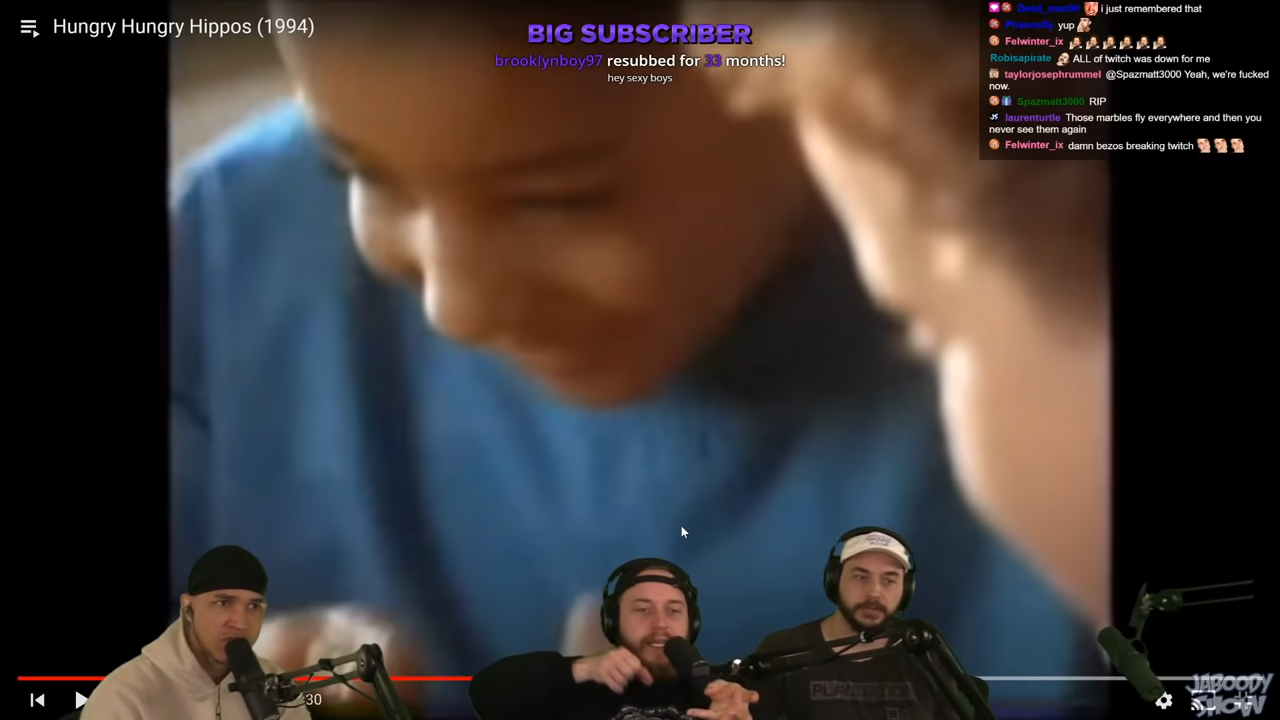 Hungry Hungry Hippos (1994)
BIG SUBSCRIBER
brooklynboy97 resubbed for 33 months!
hey sexy boys
i just remembered that
yup
Felwinter_ix
Robisapirate ALL of twitch was down for me
taylorjosephrummel @Spazmatt3000 Yeah, we're fucked
now.
Spazmatt3000 RIP
laurenturtle Those marbles fly everywhere and then you
never see them again
Felwinter_ix damn bezos breaking twitch
:30
JABOODY
SHOW